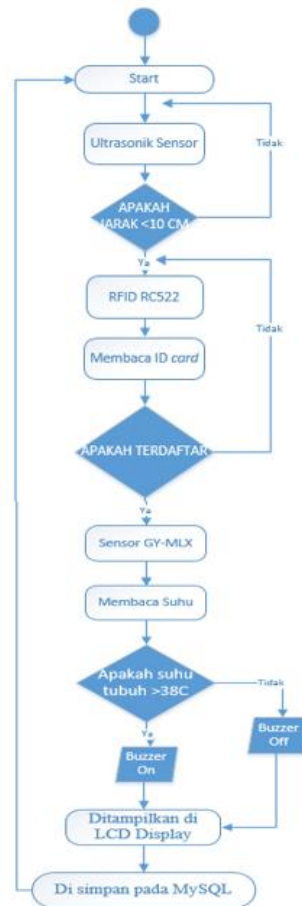 Start
Ultrasonik Sensor
Tidak
APAKAH
JARAK <10 CM
Ya
RFID RC522
Tidak
Membaca ID card
APAKAH TERDAFTAR
Ya
Sensor GY-MLX
Membaca Suhu
Apakah suhu
tubuh >38C
Tidak
Ya
Buzzer
Off
Buzzer
On
Ditampilkan di
LCD Display
Di simpan pada MySQL